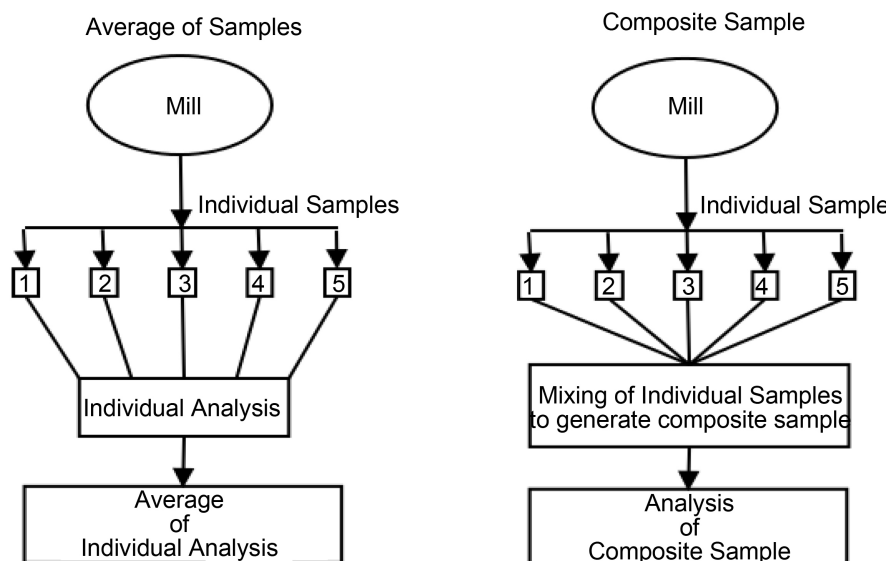 Average of Samples
Mill
Individual Samples
1 2 3 4 5
Individual Analysis
Average
of
Individual Analysis
Composite Sample
Mill
Individual Sample
1 2 3 4 5
Mixing of Individual Samples
to generate composite sample
Analysis
of
Composite Sample